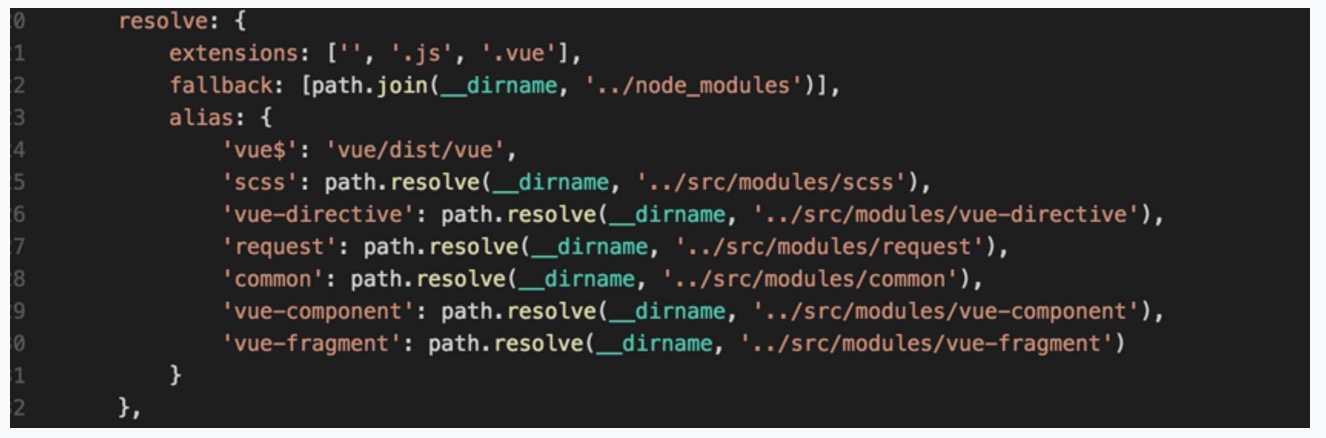 0 resolve: {
1 extensions: ['', '.js', '.vue'],
2 fallback: [path.join(__dirname, '../node_modules')],
3 alias: {
4 'vue$': 'vue/dist/vue',
5 'scss': path.resolve(__dirname, '../src/modules/scss'),
6 'vue-directive': path.resolve(__dirname, '../src/modules/vue-directive'),
7 'request': path.resolve(__dirname, '../src/modules/request'),
8 'common': path.resolve(__dirname, '../src/modules/common'),
9 'vue-component': path.resolve(__dirname, '../src/modules/vue-component'),
0 'vue-fragment': path.resolve(__dirname, '../src/modules/vue-fragment')
1 }
2 },